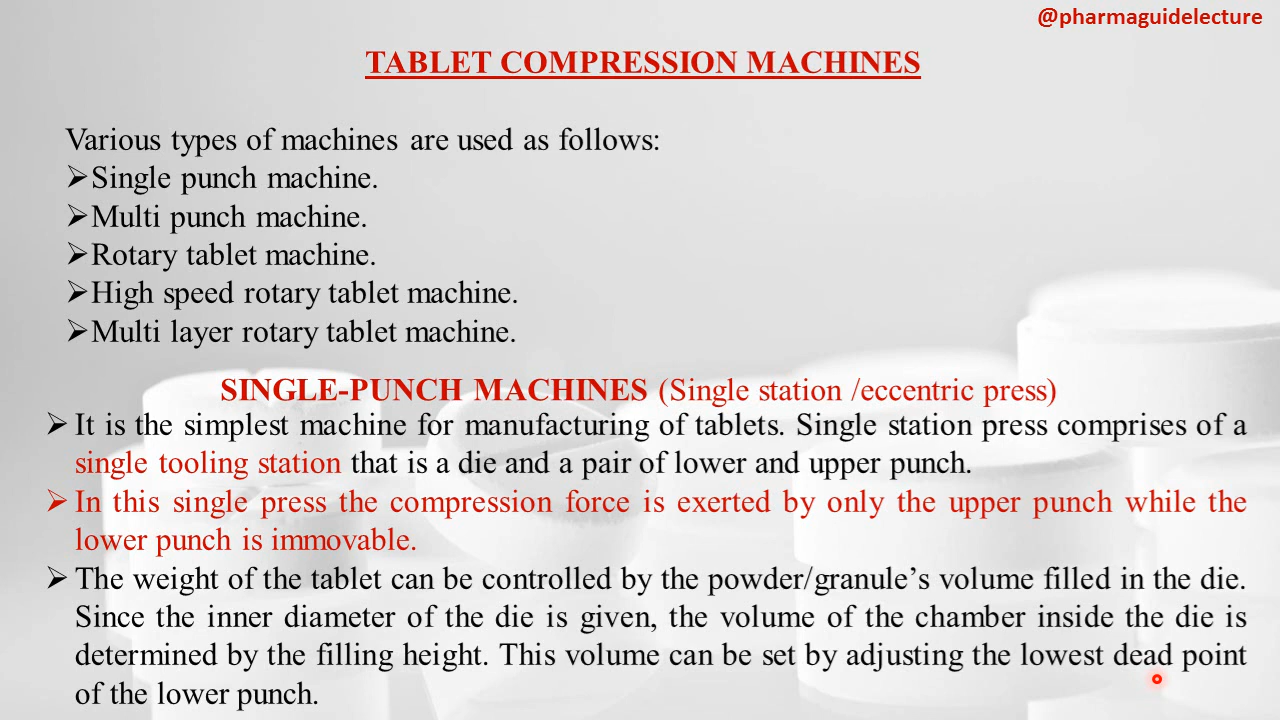 @pharmaguidelecture
TABLET COMPRESSION MACHINES
Various types of machines are used as follows:
➢Single punch machine.
➢Multi punch machine.
➢Rotary tablet machine.
➢High speed rotary tablet machine.
➢Multi layer rotary tablet machine.
SINGLE-PUNCH MACHINES (Single station /eccentric press)
➢ It is the simplest machine for manufacturing of tablets. Single station press comprises of a
single tooling station that is a die and a pair of lower and upper punch.
➢ In this single press the compression force is exerted by only the upper punch while the
lower punch is immovable.
➢ The weight of the tablet can be controlled by the powder/granule’s volume filled in the die.
Since the inner diameter of the die is given, the volume of the chamber inside the die is
determined by the filling height. This volume can be set by adjusting the lowest dead point
of the lower punch.